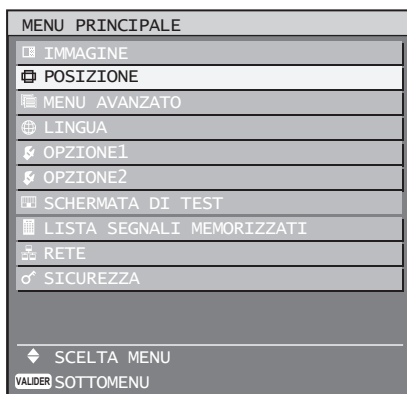 MENU PRINCIPALE
IMMAGINE
POSIZIONE
MENU AVANZATO
LINGUA
OPZIONE1
OPZIONE2
SCHERMATA DI TEST
LISTA SEGNALI MEMORIZZATI
RETE
SICUREZZA
SCELTA MENU
VALIDER SOTTOMENU